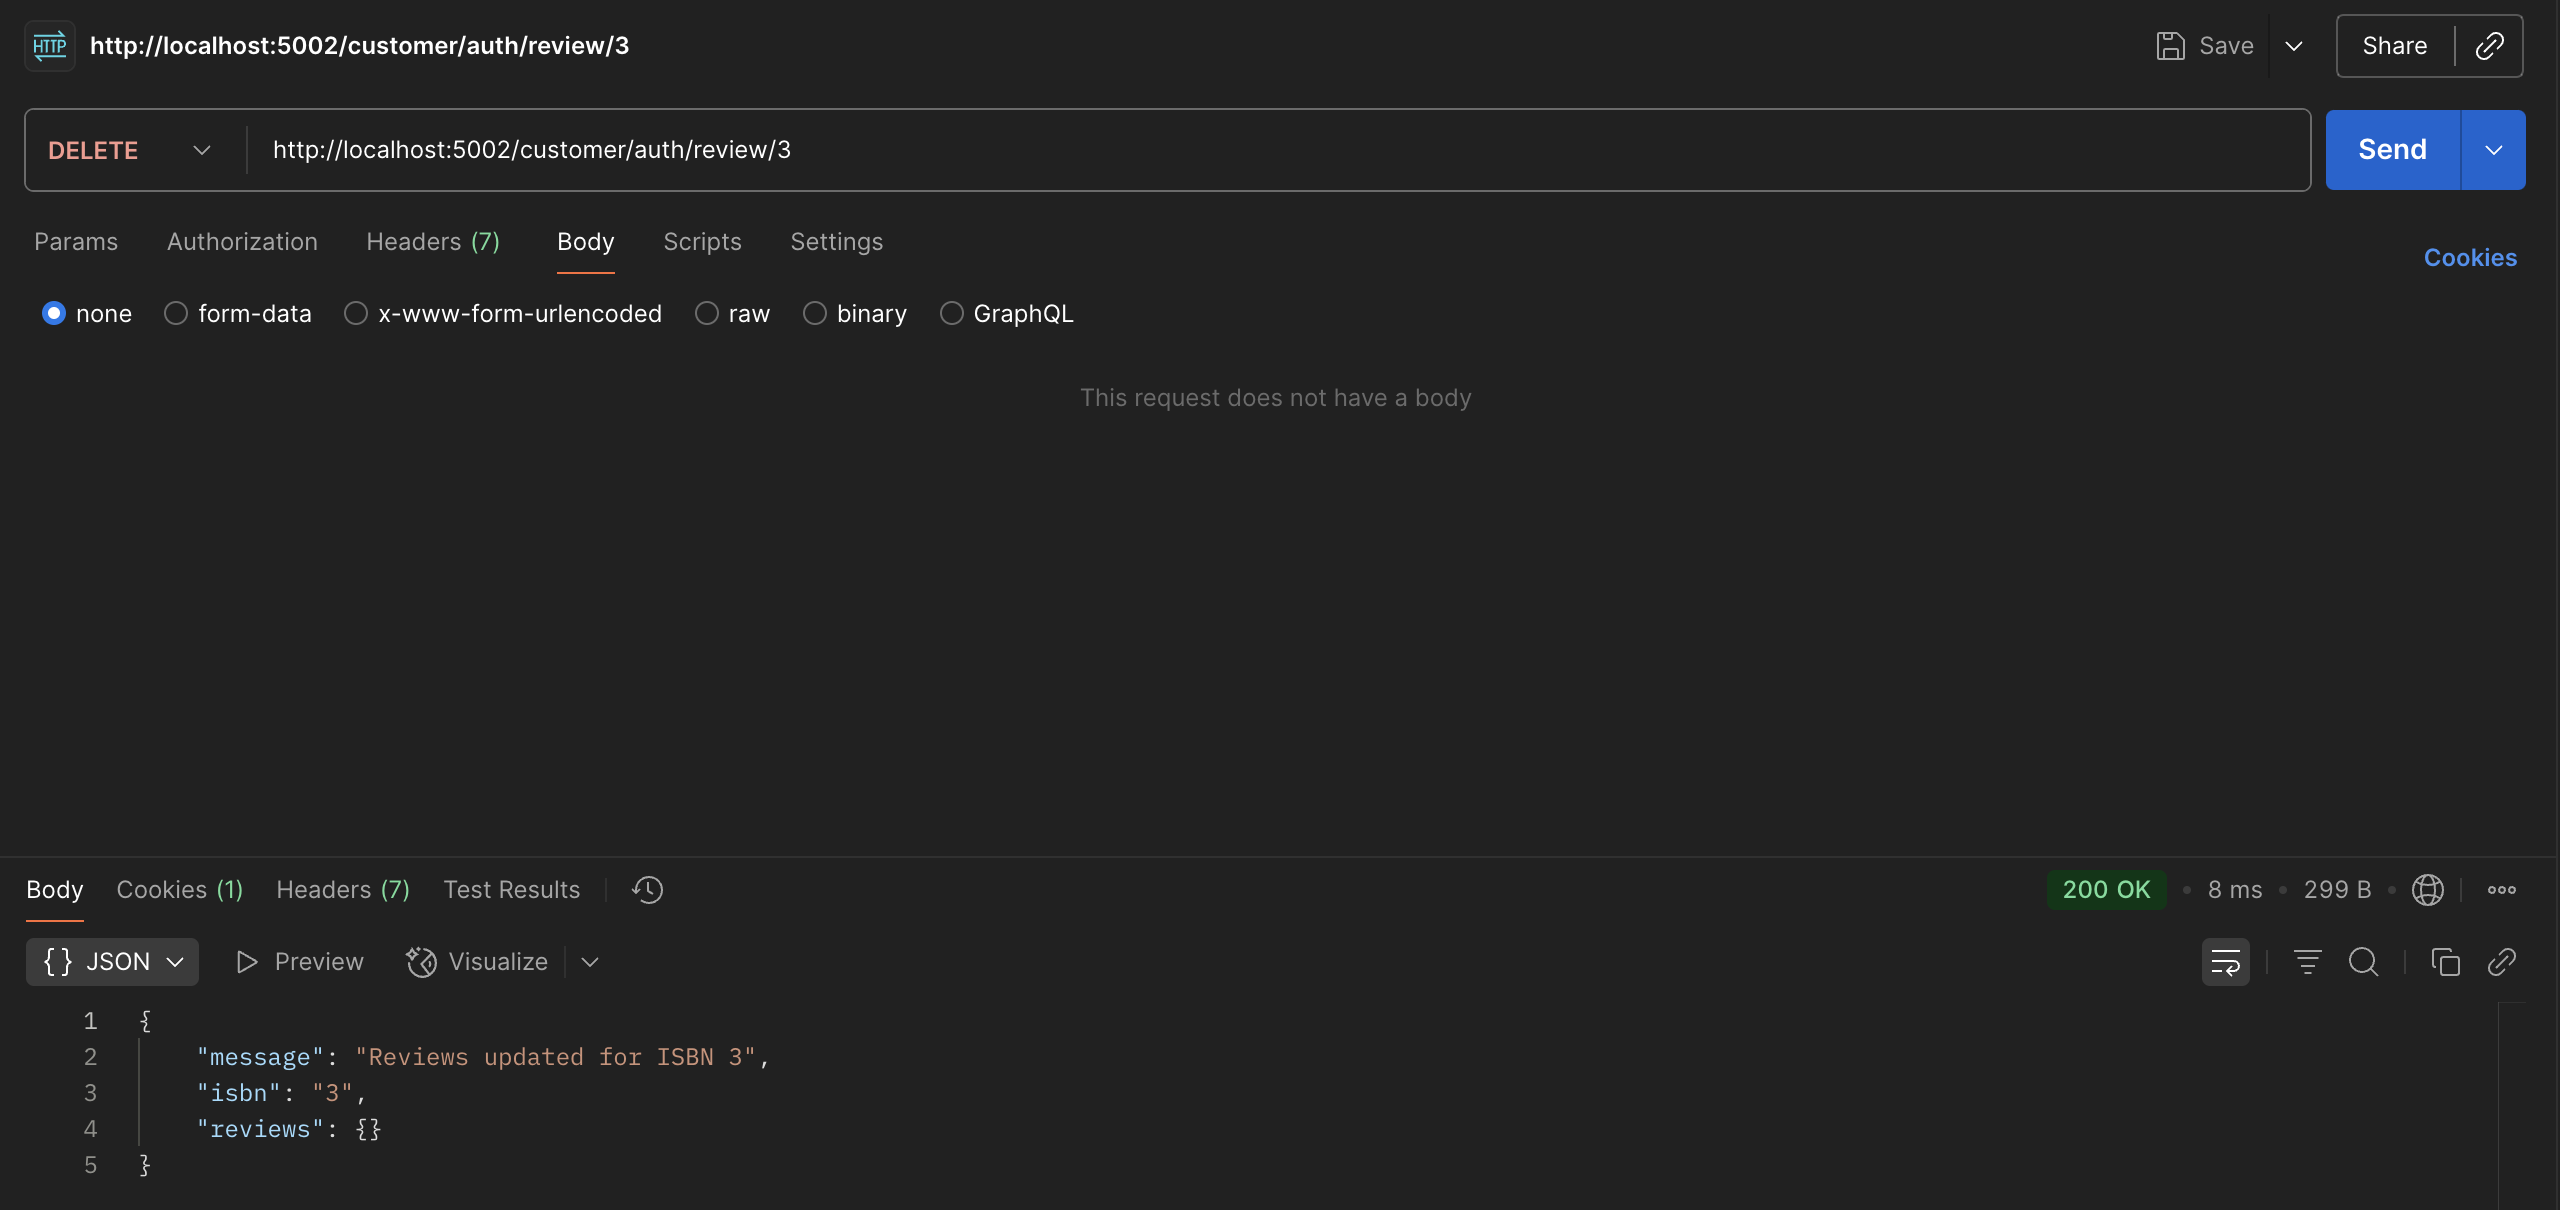 HTTP http://localhost:5002/customer/auth/review/3 Save Share
DELETE http://localhost:5002/customer/auth/review/3 Send
Params Authorization Headers (7) Body Scripts Settings Cookies
none form-data x-www-form-urlencoded raw binary GraphQL
This request does not have a body
Body Cookies (1) Headers (7) Test Results 200 OK • 8 ms • 299 B •
{} JSON Preview Visualize
1 {
2 "message": "Reviews updated for ISBN 3",
3 "isbn": "3",
4 "reviews": {}
5 }